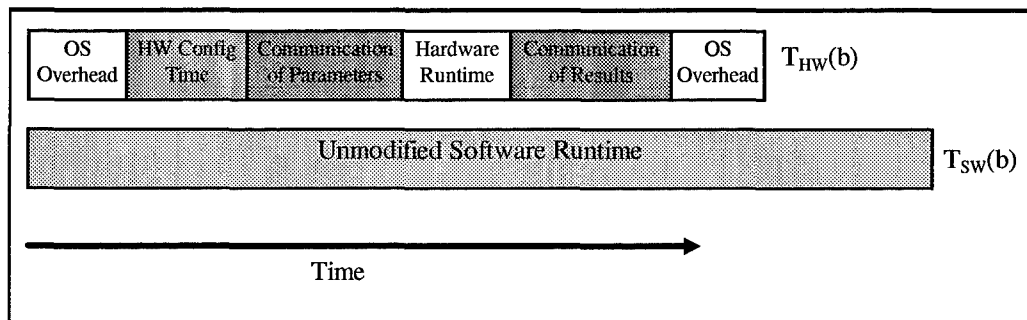 OS Overhead
HW Config Time
Communication of Parameters
Hardware Runtime
Communication of Results
OS Overhead
T_HW(b)
Unmodified Software Runtime
T_SW(b)
Time